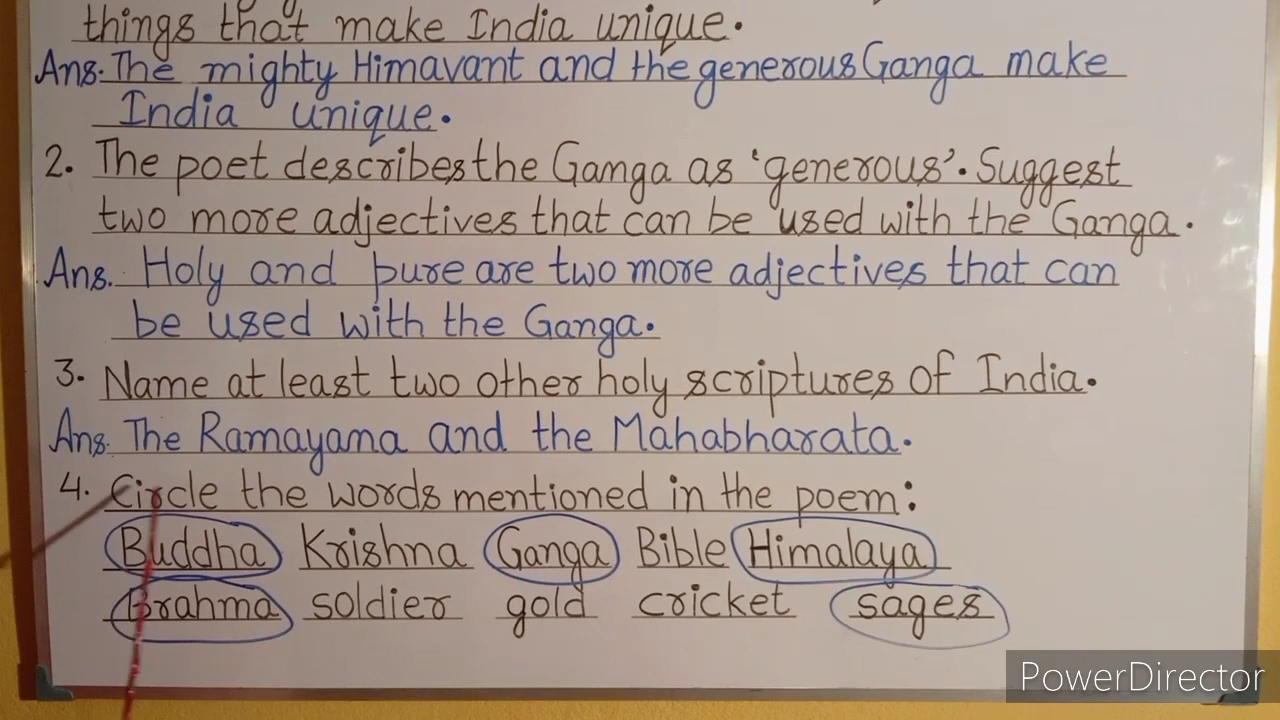 things that make India unique.
Ans. The mighty Himavant and the generous Ganga make
India unique.
2. The poet describes the Ganga as 'generous'. Suggest
two more adjectives that can be used with the Ganga.
Ans. Holy and pure are two more adjectives that can
be used with the Ganga.
3. Name at least two other holy scriptures of India.
Ans. The Ramayana and the Mahabharata.
4. Circle the words mentioned in the poem:
Buddha Krishna Ganga Bible Himalaya
Brahma soldier gold cricket sages
PowerDirector